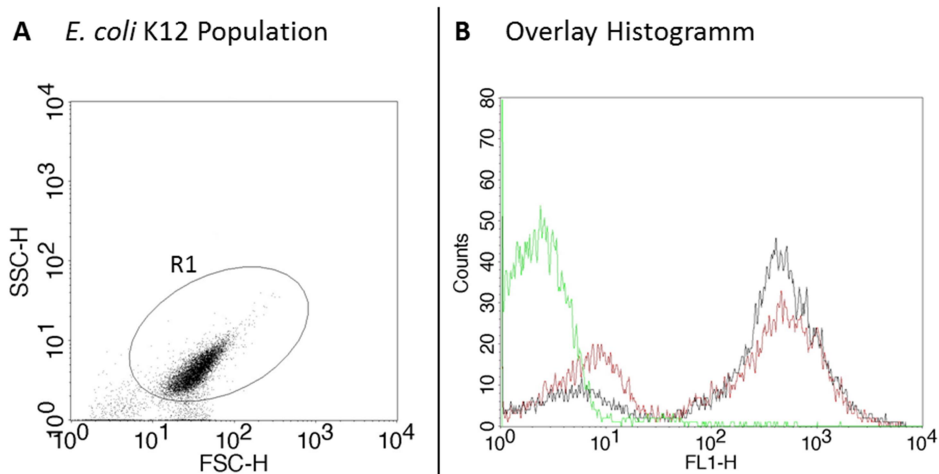 A E. coli K12 Population
10⁴
10³
10²
10¹
10⁰
SSC-H
R1
10⁰ 10¹ 10² 10³ 10⁴
FSC-H
B Overlay Histogramm
80
70
60
50
40
30
20
10
0
Counts
10⁰ 10¹ 10² 10³ 10⁴
FL1-H